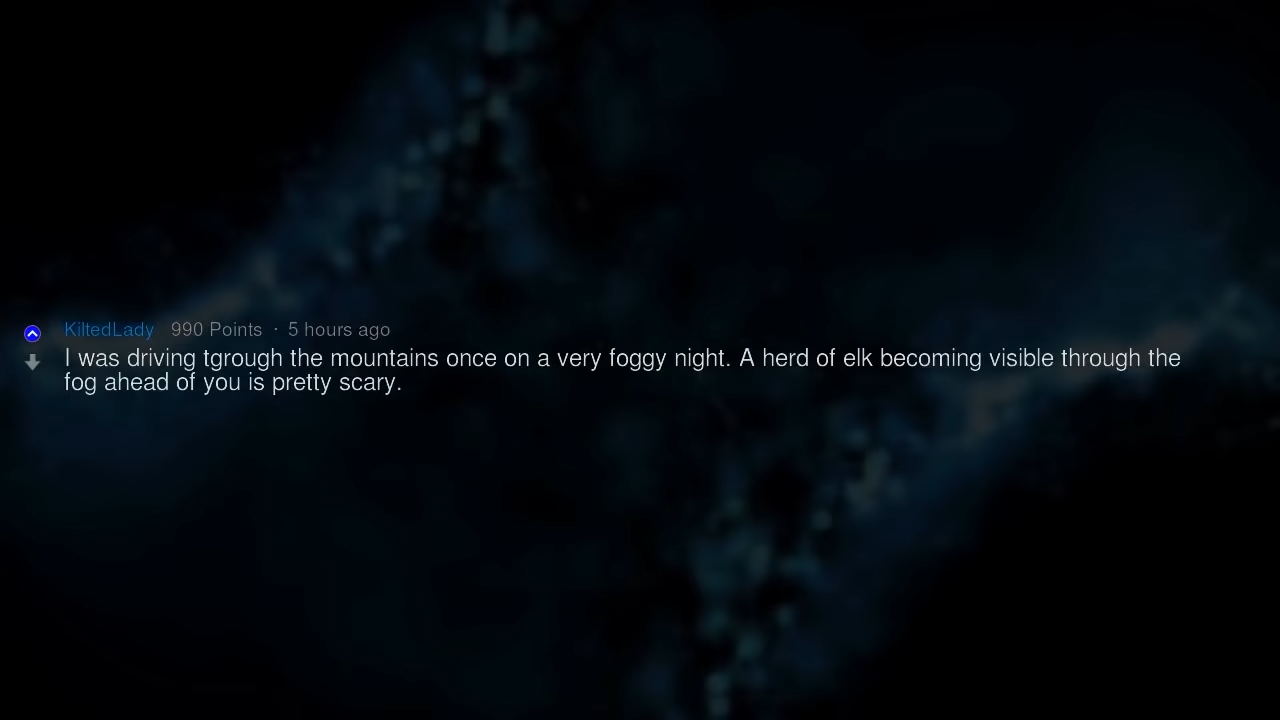 KiltedLady 990 Points · 5 hours ago
I was driving tgrough the mountains once on a very foggy night. A herd of elk becoming visible through the
fog ahead of you is pretty scary.